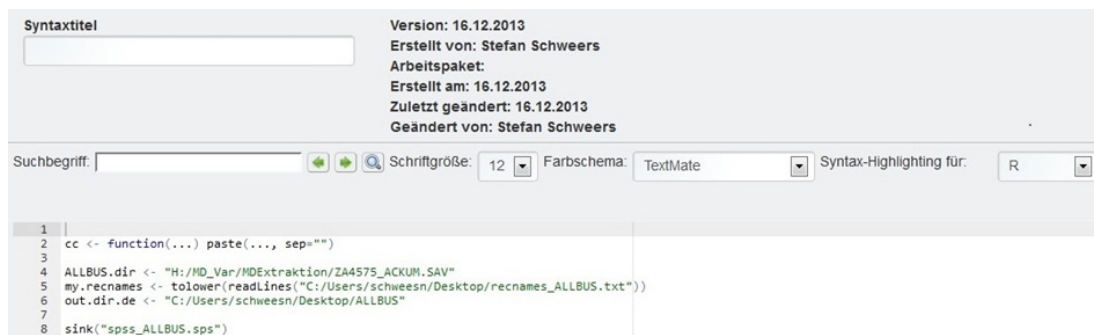 Syntaxtitel
Version: 16.12.2013
Erstellt von: Stefan Schweers
Arbeitspaket:
Erstellt am: 16.12.2013
Zuletzt geändert: 16.12.2013
Geändert von: Stefan Schweers
Suchbegriff: Schriftgröße: 12 Farbschema: TextMate Syntax-Highlighting für: R
1
2 cc <- function(...) paste(..., sep="")
3
4 ALLBUS.dir <- "H:/MD_Var/MDExtraktion/ZA4575_ACKUM.SAV"
5 my.recnames <- tolower(readLines("C:/Users/schweesn/Desktop/recnames_ALLBUS.txt"))
6 out.dir.de <- "C:/Users/schweesn/Desktop/ALLBUS"
7
8 sink("spss_ALLBUS.sps")